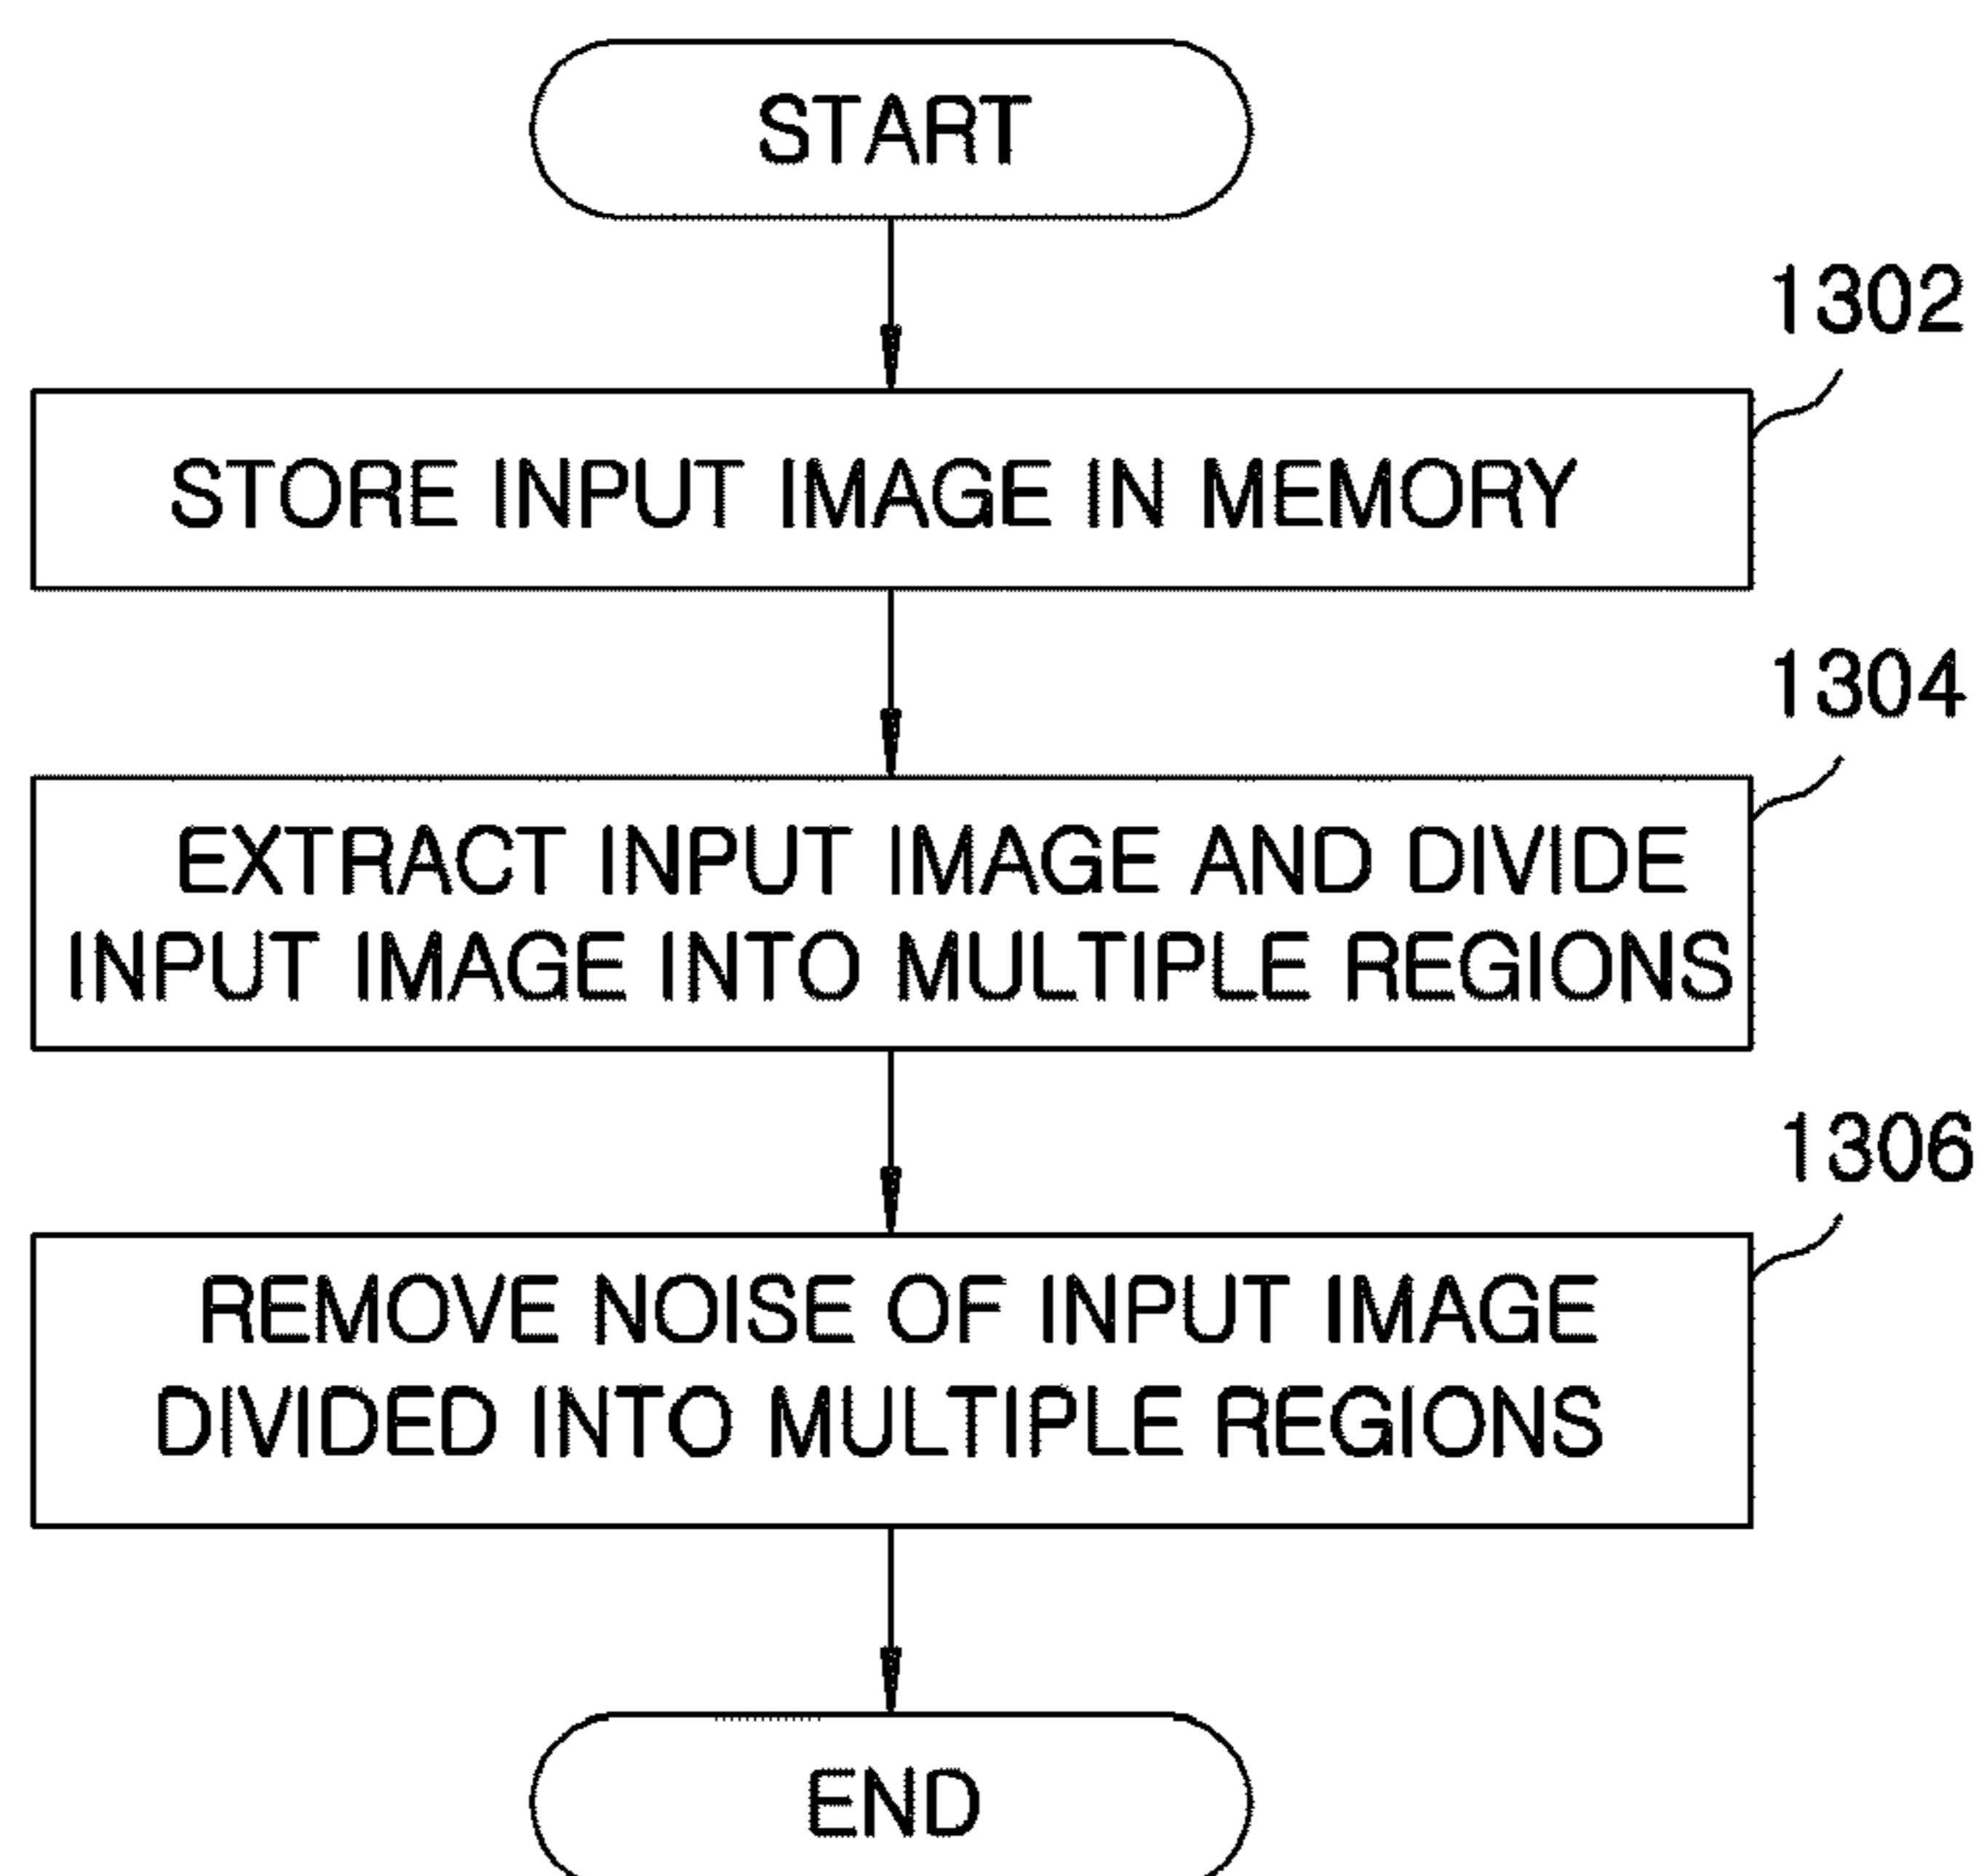 START
1302
STORE INPUT IMAGE IN MEMORY
1304
EXTRACT INPUT IMAGE AND DIVIDE
INPUT IMAGE INTO MULTIPLE REGIONS
1306
REMOVE NOISE OF INPUT IMAGE
DIVIDED INTO MULTIPLE REGIONS
END